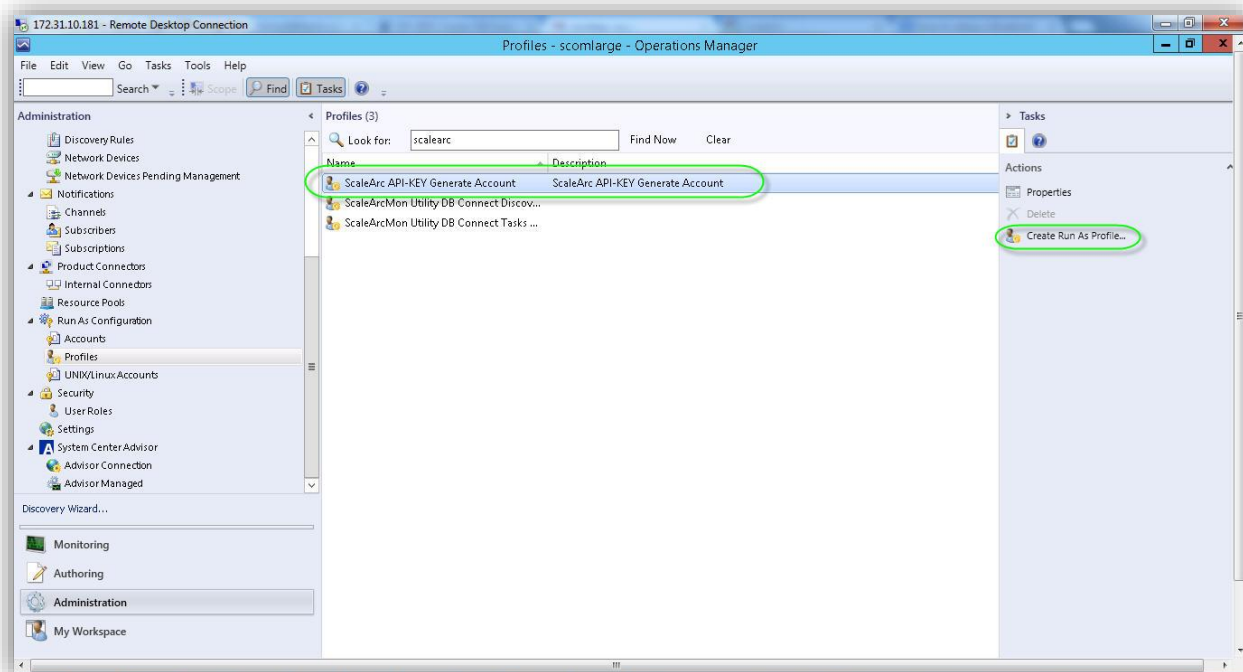 172.31.10.181 - Remote Desktop Connection
Profiles - scomlarge - Operations Manager
File Edit View Go Tasks Tools Help
Search Scope Find Tasks
Administration
Discovery Rules
Network Devices
Network Devices Pending Management
Notifications
Channels
Subscribers
Subscriptions
Product Connectors
Internal Connectors
Resource Pools
Run As Configuration
Accounts
Profiles
UNIX/Linux Accounts
Security
User Roles
Settings
System Center Advisor
Advisor Connection
Advisor Managed
Discovery Wizard...
Monitoring
Authoring
Administration
My Workspace
Profiles (3)
Look for: scalearc Find Now Clear
Name Description
ScaleArc API-KEY Generate Account ScaleArc API-KEY Generate Account
ScaleArcMon Utility DB Connect Discov...
ScaleArcMon Utility DB Connect Tasks ...
Tasks
Actions
Properties
Delete
Create Run As Profile...